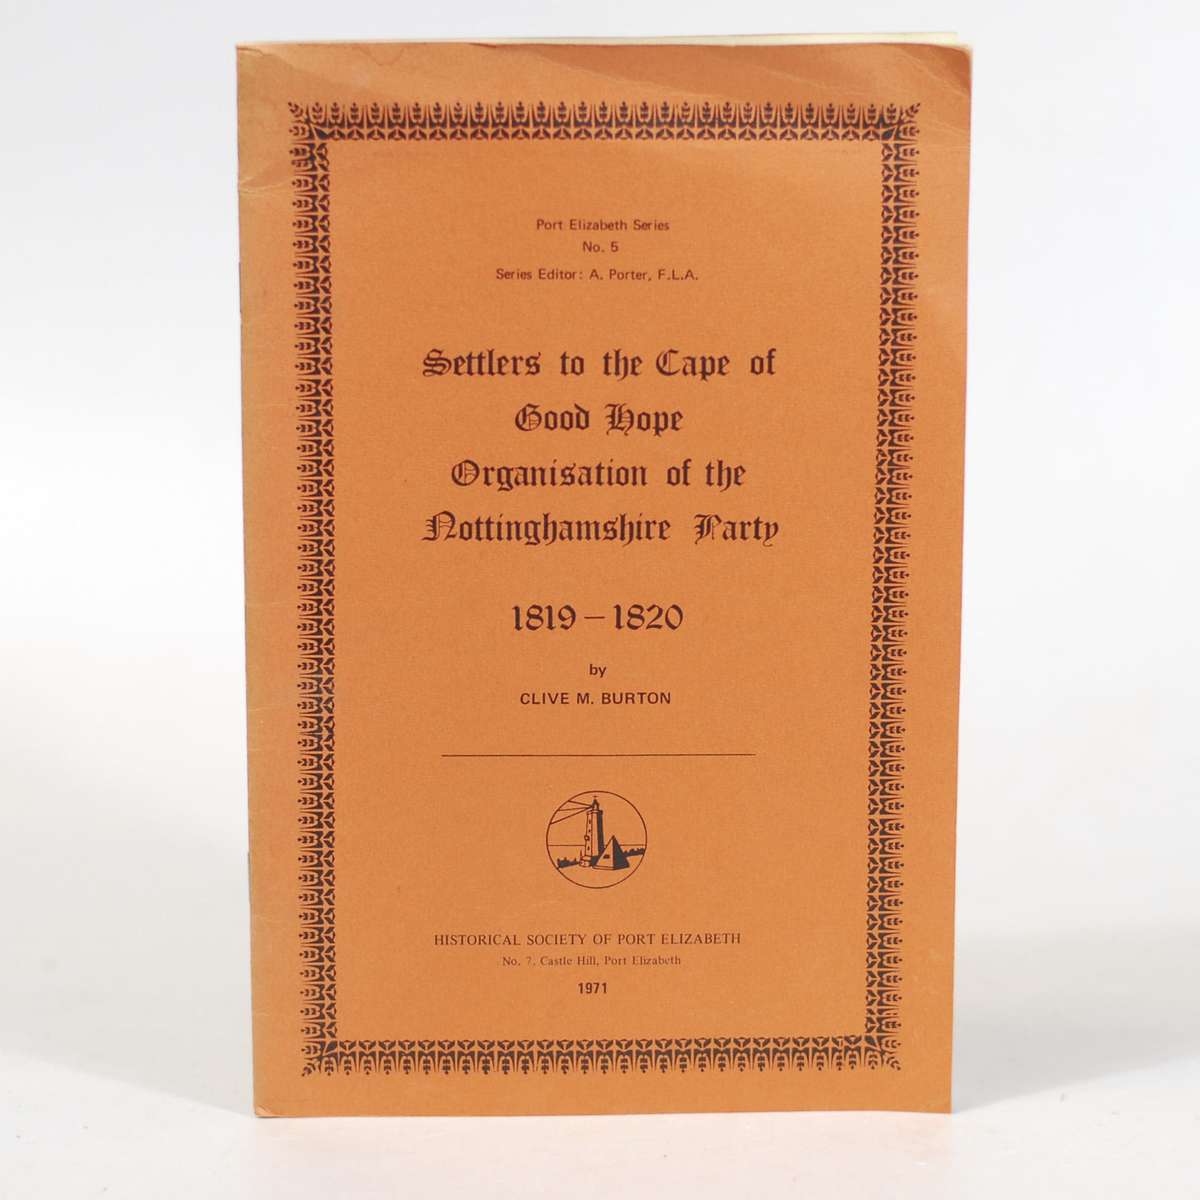 Port Elizabeth Series
No. 5
Series Editor: A. Porter, F.L.A.
Settlers to the Cape of
Good Hope
Organisation of the
Nottinghamshire Party
1819 – 1820
by
CLIVE M. BURTON
HISTORICAL SOCIETY OF PORT ELIZABETH
No. 7, Castle Hill, Port Elizabeth
1971